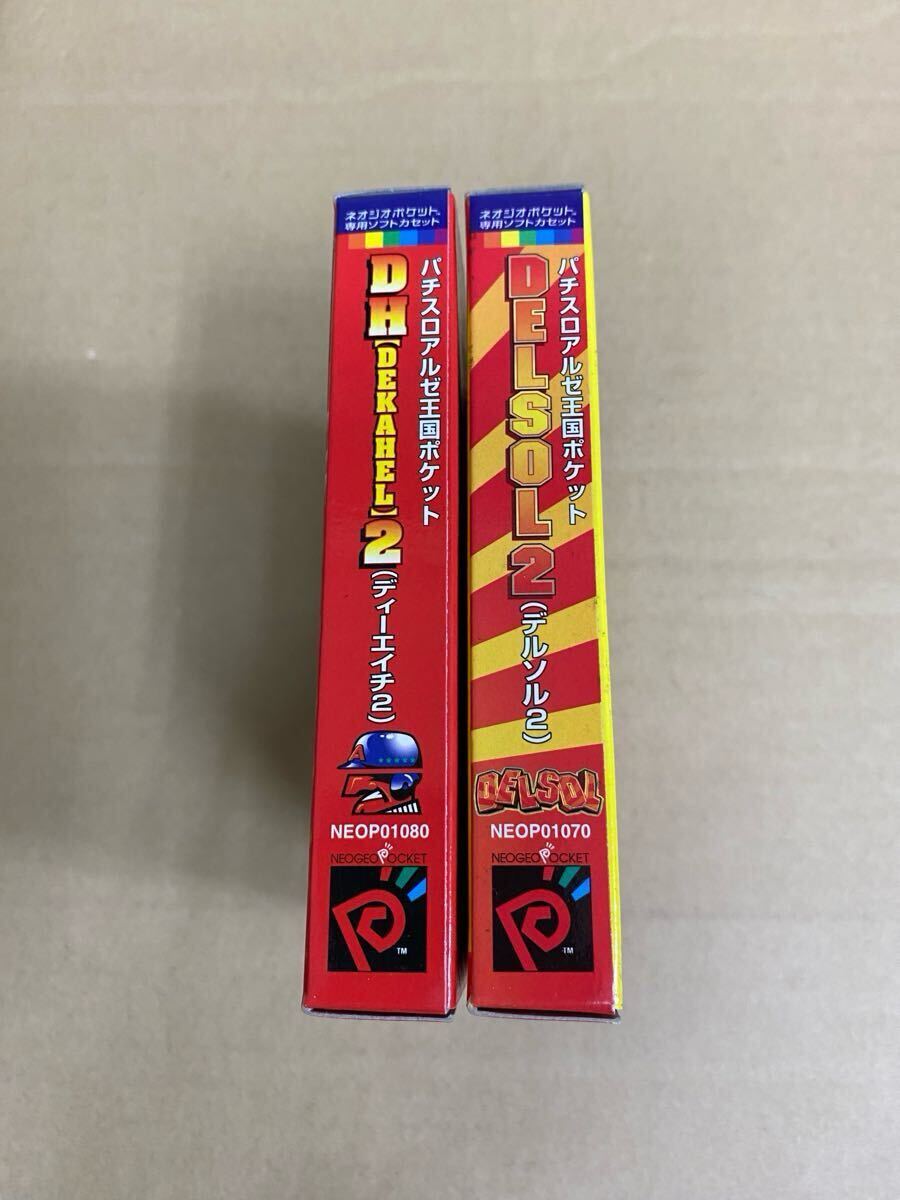 ネオジオポケット
専用ソフトカセット
パチスロアルゼ王国ポケット
DH[DEKAHEL]2(ディーエイチ2)
A
NEOP01080
NEOGEO POCKET
TM
ネオジオポケット
専用ソフトカセット
パチスロアルゼ王国ポケット
DELSOL2(デルソル2)
DELSOL
NEOP01070
NEOGEO POCKET
TM